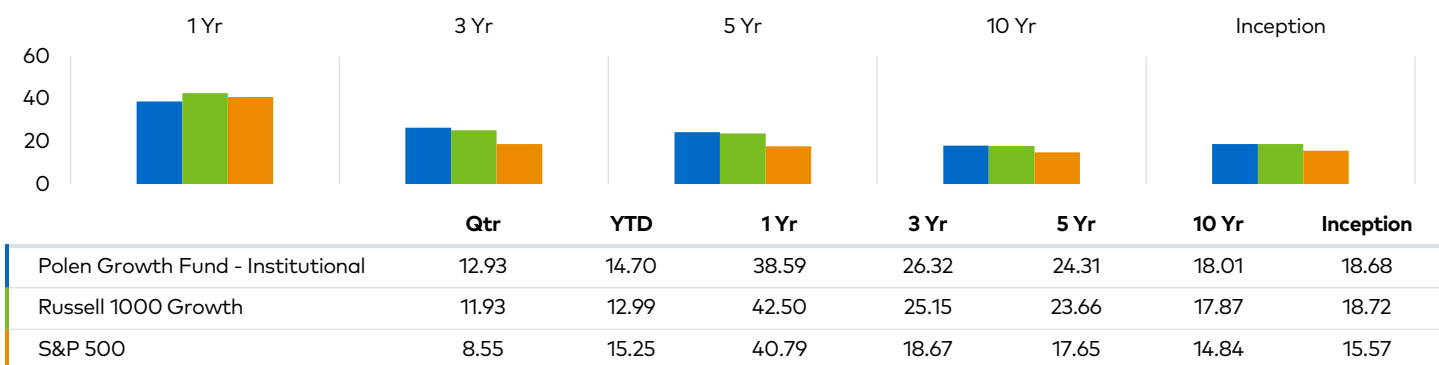 1 Yr 3 Yr 5 Yr 10 Yr Inception
60
40
20
0
Qtr YTD 1 Yr 3 Yr 5 Yr 10 Yr Inception
Polen Growth Fund - Institutional 12.93 14.70 38.59 26.32 24.31 18.01 18.68
Russell 1000 Growth 11.93 12.99 42.50 25.15 23.66 17.87 18.72
S&P 500 8.55 15.25 40.79 18.67 17.65 14.84 15.57